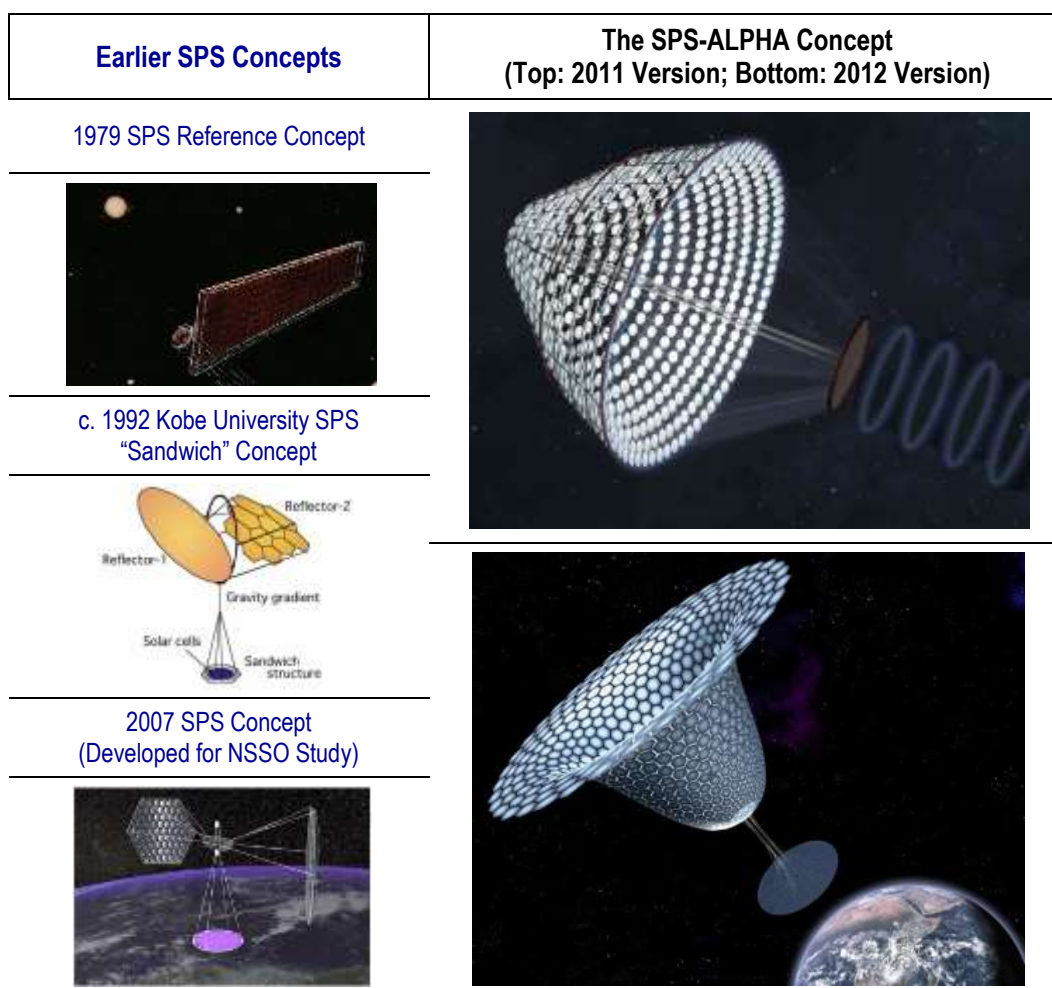 Earlier SPS Concepts
The SPS-ALPHA Concept
(Top: 2011 Version; Bottom: 2012 Version)
1979 SPS Reference Concept
c. 1992 Kobe University SPS
“Sandwich” Concept
Reflector-2
Reflector-1
Gravity gradient
Solar cells
Sandwich
structure
2007 SPS Concept
(Developed for NSSO Study)